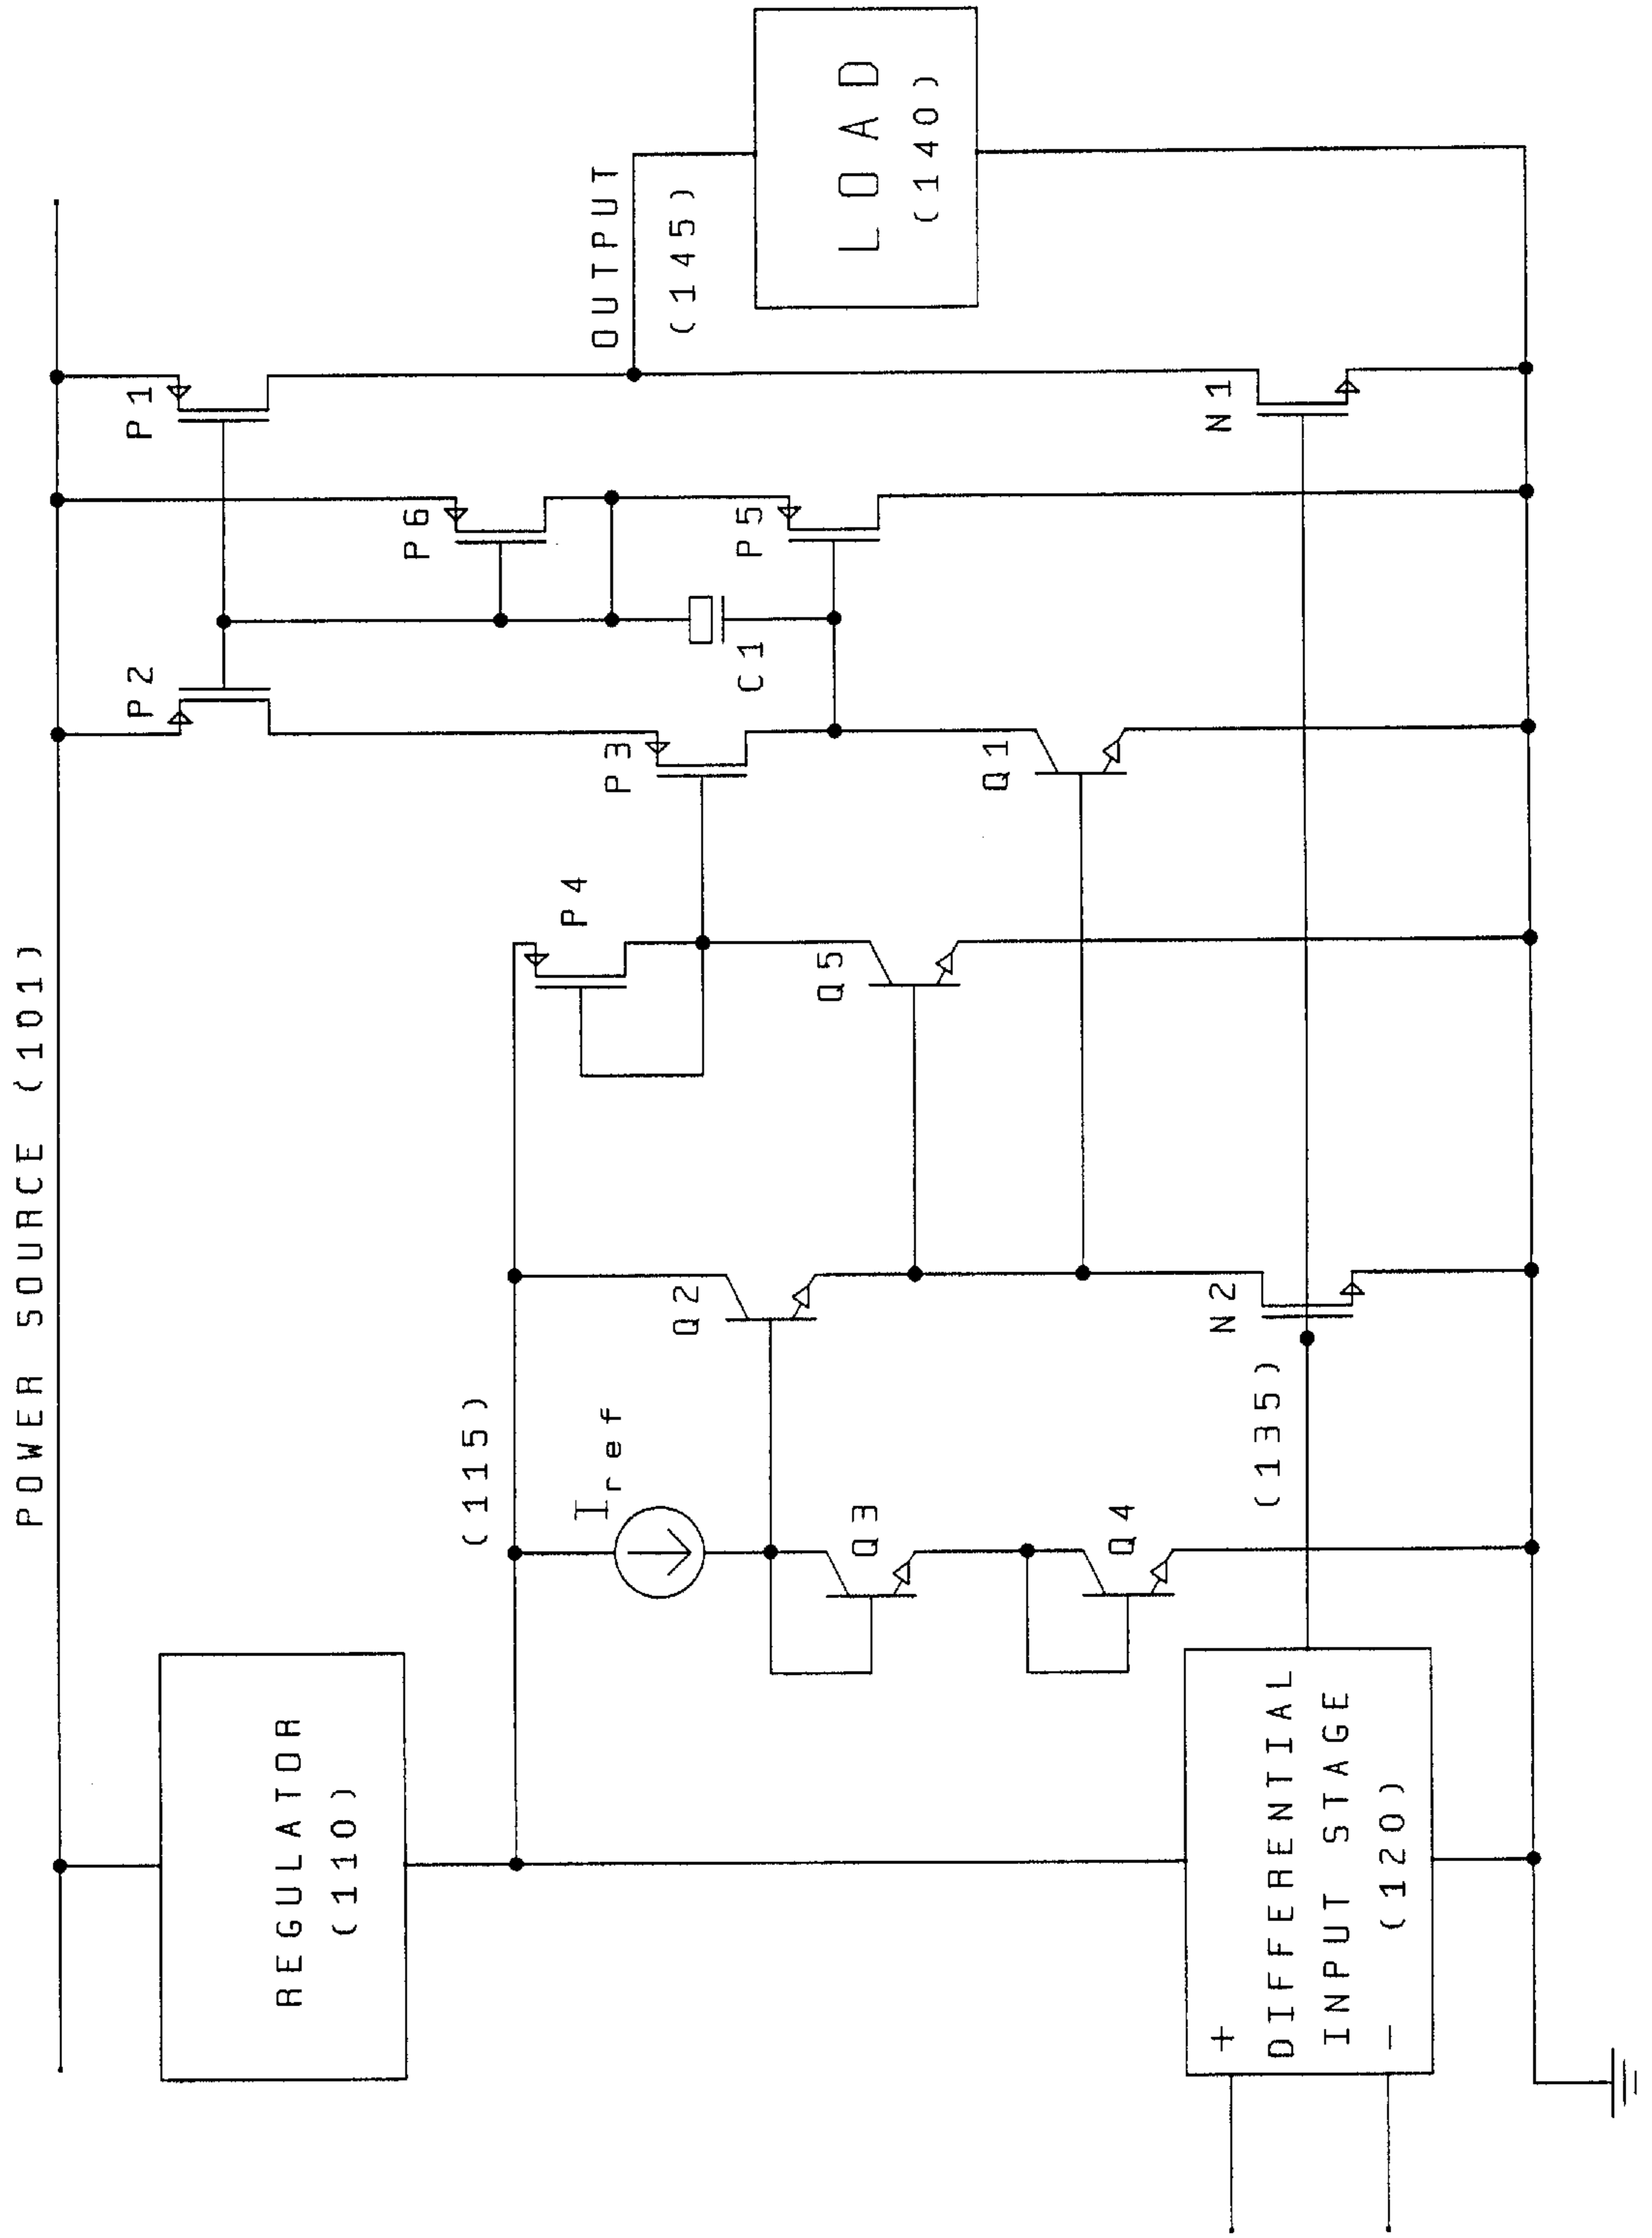 POWER SOURCE (101)
REGULATOR
(110)
(115)
Iref
Q3
Q4
Q2
N2
(135)
P4
Q5
P2
P3
Q1
C1
P6
P5
P1
N1
OUTPUT
(145)
LOAD
(140)
+
DIFFERENTIAL
INPUT STAGE
- (120)